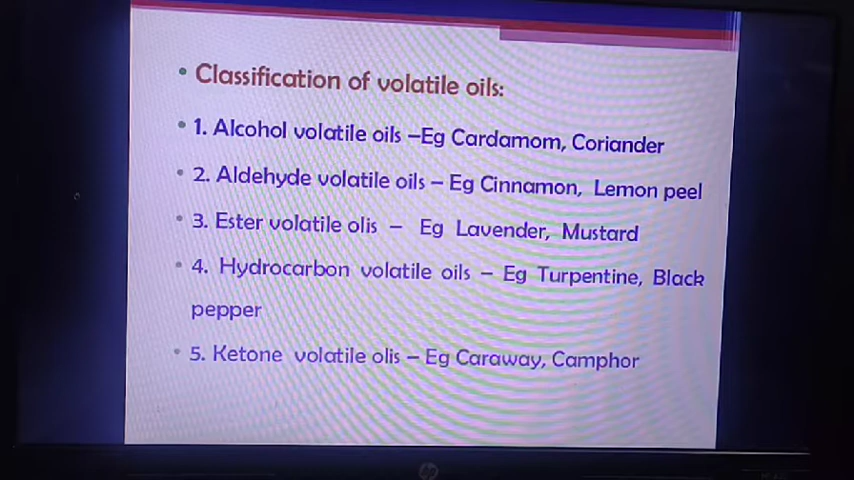 • Classification of volatile oils:
• 1. Alcohol volatile oils –Eg Cardamom, Coriander
• 2. Aldehyde volatile oils – Eg Cinnamon, Lemon peel
• 3. Ester volatile olis – Eg Lavender, Mustard
• 4. Hydrocarbon volatile oils – Eg Turpentine, Black
pepper
• 5. Ketone volatile olis – Eg Caraway, Camphor
hp